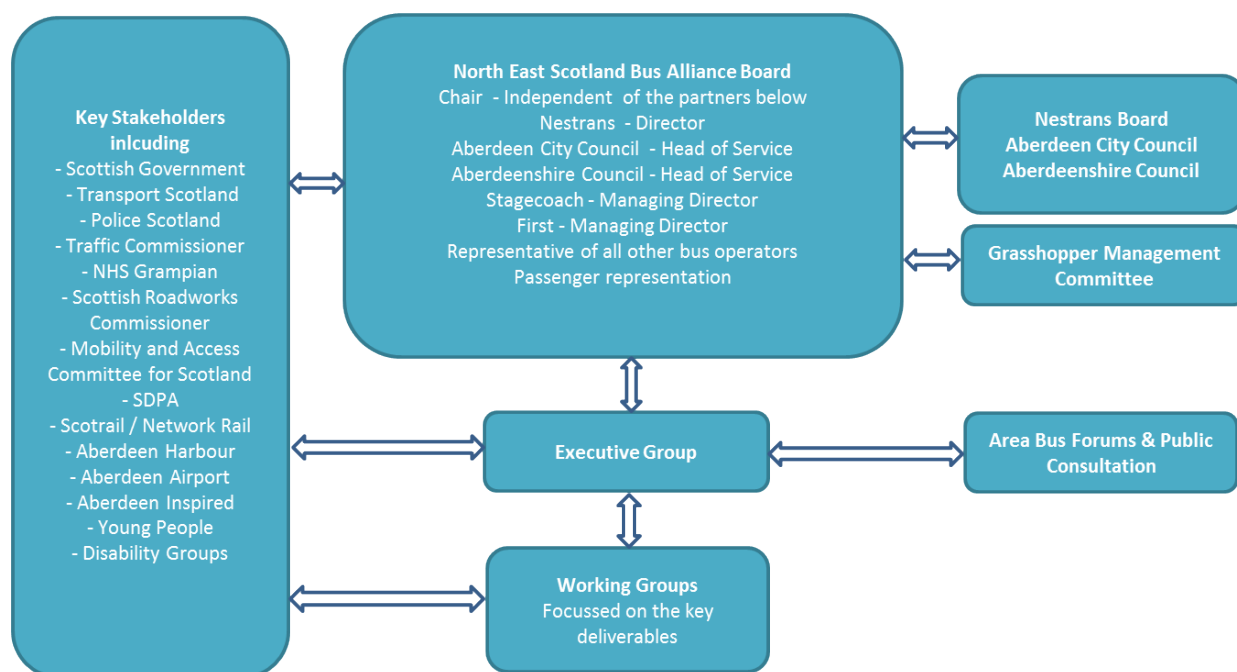 Key Stakeholders
inlcuding
- Scottish Government
- Transport Scotland
- Police Scotland
- Traffic Commissioner
- NHS Grampian
- Scottish Roadworks
Commissioner
- Mobility and Access
Committee for Scotland
- SDPA
- Scotrail / Network Rail
- Aberdeen Harbour
- Aberdeen Airport
- Aberdeen Inspired
- Young People
- Disability Groups
North East Scotland Bus Alliance Board
Chair - Independent of the partners below
Nestrans - Director
Aberdeen City Council - Head of Service
Aberdeenshire Council - Head of Service
Stagecoach - Managing Director
First - Managing Director
Representative of all other bus operators
Passenger representation
Nestrans Board
Aberdeen City Council
Aberdeenshire Council
Grasshopper Management
Committee
Executive Group
Area Bus Forums & Public
Consultation
Working Groups
Focussed on the key
deliverables